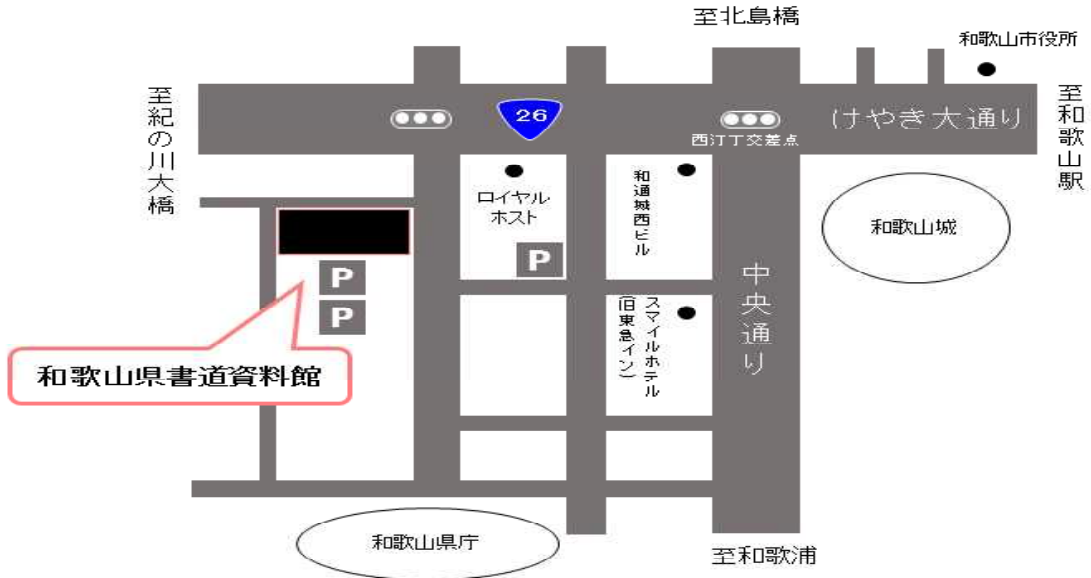 至北島橋
和歌山市役所
至紀の川大橋
26
けやき大通り
至和歌山駅
西汀丁交差点
ロイヤル
ホスト
和通城西ビル
和歌山城
P
P
P
中央通り
スマイルホテル
(旧東急イン)
和歌山県書道資料館
和歌山県庁
至和歌浦